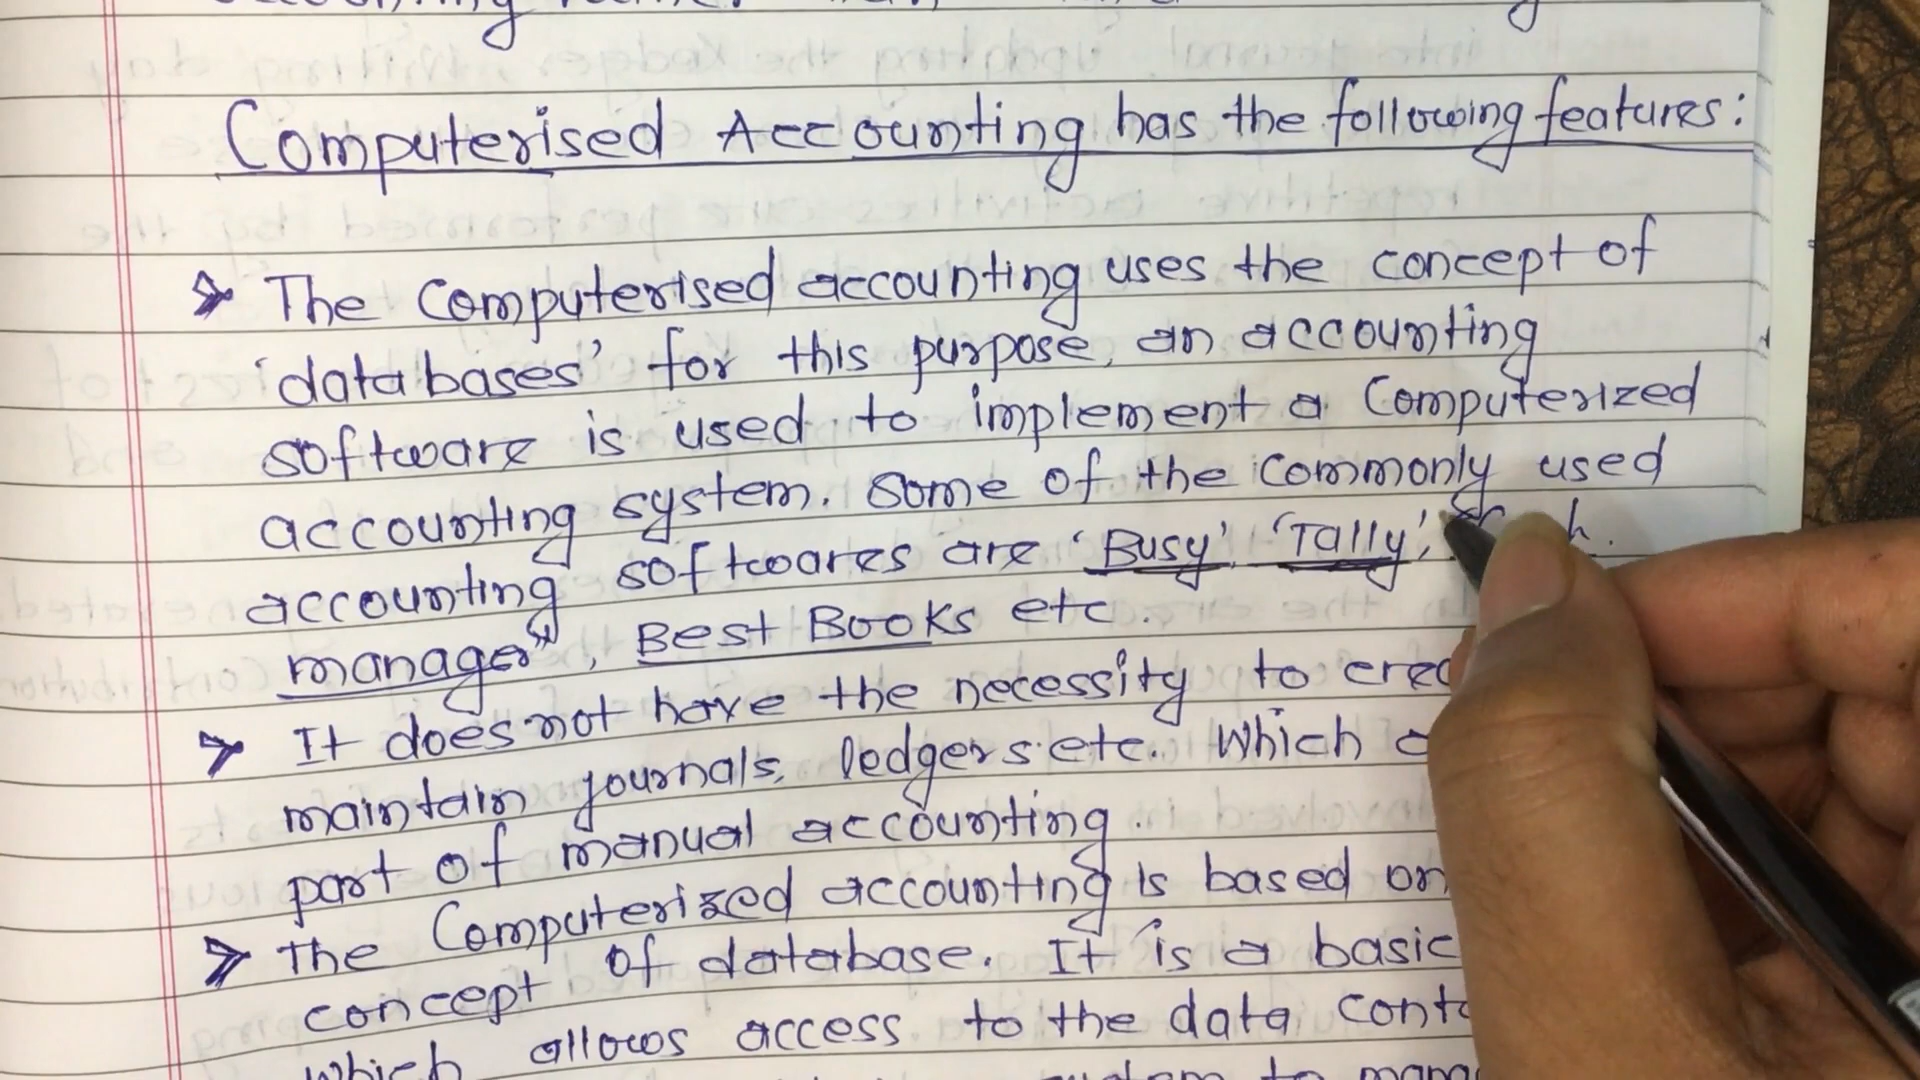 Computerised Accounting has the following features:
The Computerised accounting uses the concept of
'databases' for this purpose, an accounting
software is used to implement a Computerized
accounting system. Some of the commonly used
accounting softwares are 'Busy' 'Tally',
manager", Best Books etc.
It does not have the necessity to
maintain journals, ledgers etc. Which
part of manual accounting.
The Computerized accounting is based on
concept of database. It is a basic
which allows access to the data